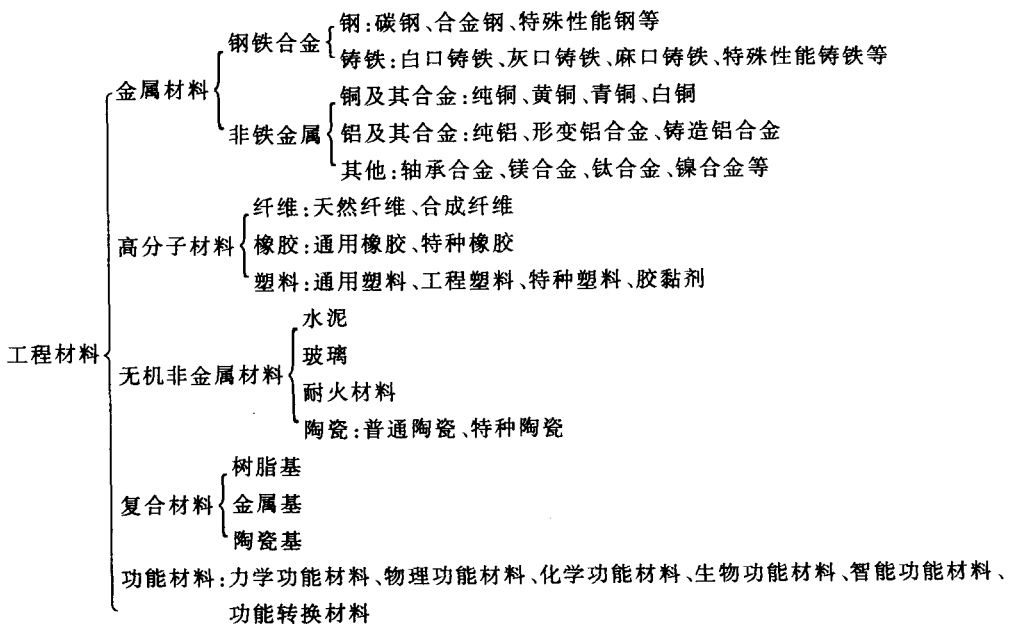 钢:碳钢、合金钢、特殊性能钢等
钢铁合金
铸铁:白口铸铁、灰口铸铁、麻口铸铁、特殊性能铸铁等
金属材料
铜及其合金:纯铜、黄铜、青铜、白铜
非铁金属
铝及其合金:纯铝、形变铝合金、铸造铝合金
其他:轴承合金、镁合金、钛合金、镍合金等
纤维:天然纤维、合成纤维
高分子材料
橡胶:通用橡胶、特种橡胶
塑料:通用塑料、工程塑料、特种塑料、胶黏剂
工程材料
水泥
玻璃
无机非金属材料
耐火材料
陶瓷:普通陶瓷、特种陶瓷
树脂基
复合材料
金属基
陶瓷基
功能材料:力学功能材料、物理功能材料、化学功能材料、生物功能材料、智能功能材料、
功能转换材料